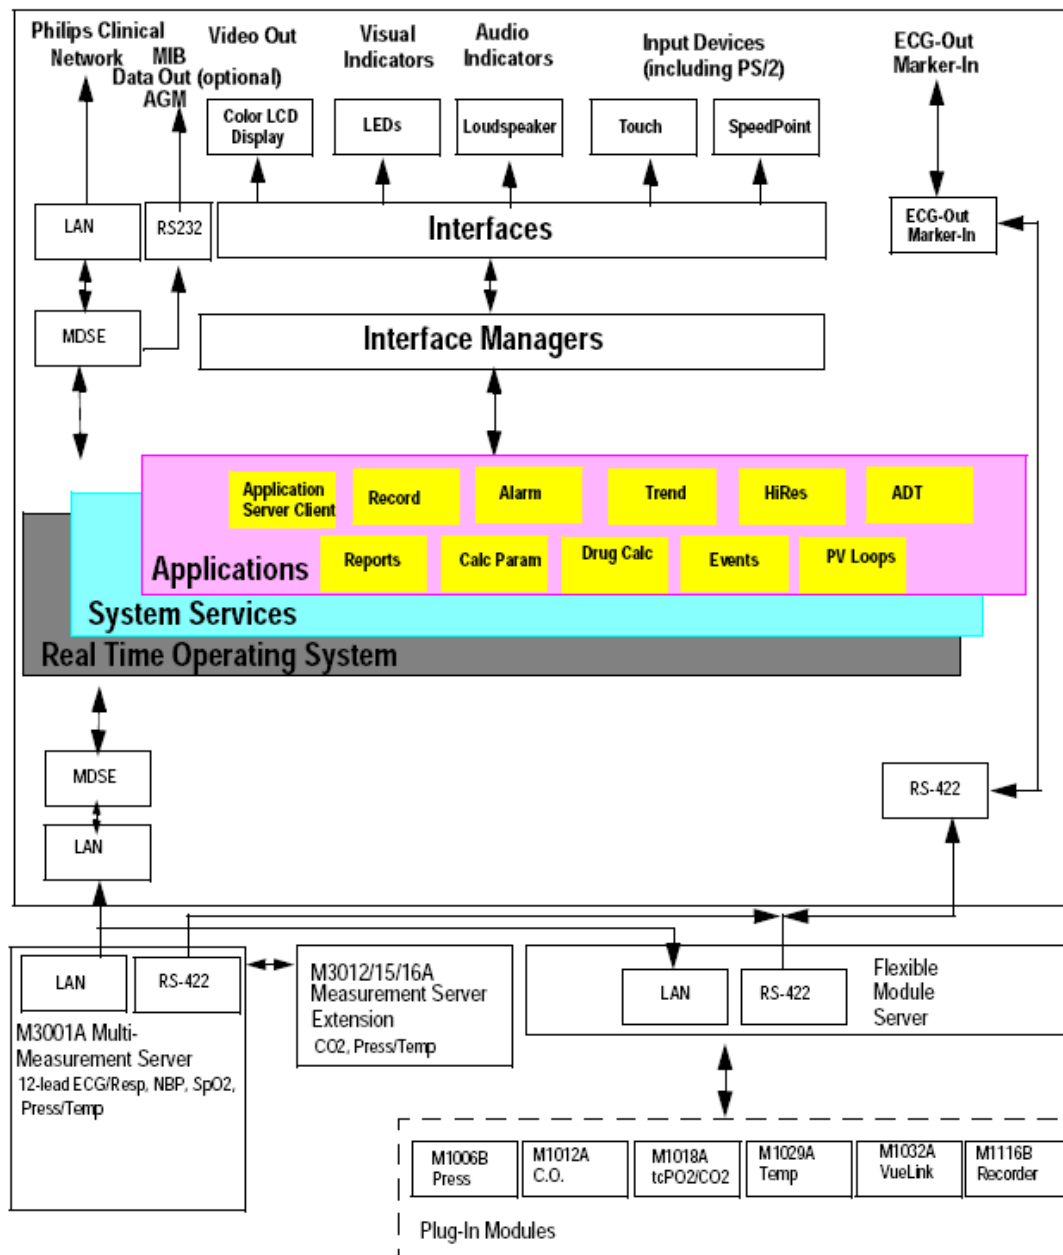 Philips Clinical
Network
MIB
Data Out (optional)
AGM
Video Out
Visual
Indicators
Audio
Indicators
Input Devices
(including PS/2)
ECG-Out
Marker-In
Color LCD
Display
LEDs
Loudspeaker
Touch
SpeedPoint
LAN
RS232
Interfaces
ECG-Out
Marker-In
MDSE
Interface Managers
Application
Server Client
Record
Alarm
Trend
HiRes
ADT
Reports
Calc Param
Drug Calc
Events
PV Loops
Applications
System Services
Real Time Operating System
MDSE
LAN
RS-422
LAN
RS-422
M3001A Multi-
Measurement Server
12-lead ECG/Resp, NBP, SpO2,
Press/Temp
M3012/15/16A
Measurement Server
Extension
CO2, Press/Temp
LAN
RS-422
Flexible
Module
Server
M1006B
Press
M1012A
C.O.
M1018A
tcPO2/CO2
M1029A
Temp
M1032A
VueLink
M1116B
Recorder
Plug-In Modules